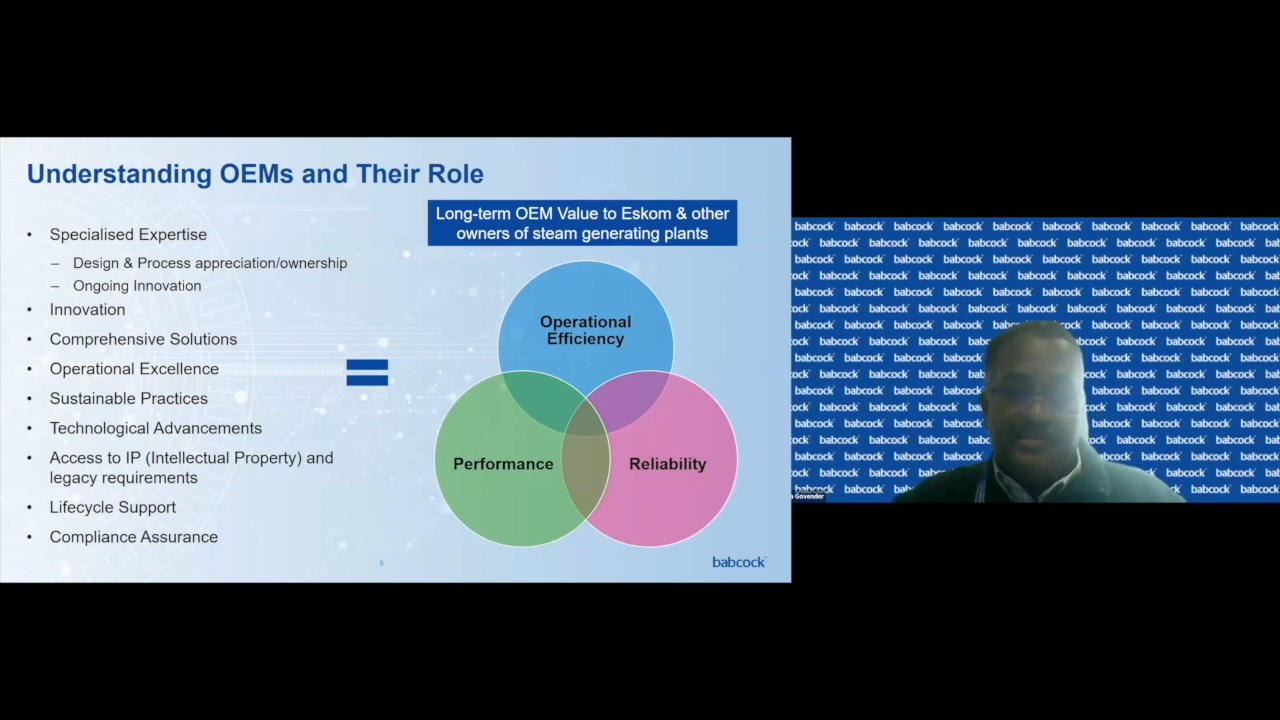 Understanding OEMs and Their Role
• Specialised Expertise
– Design & Process appreciation/ownership
– Ongoing Innovation
• Innovation
• Comprehensive Solutions
• Operational Excellence
• Sustainable Practices
• Technological Advancements
• Access to IP (Intellectual Property) and
legacy requirements
• Lifecycle Support
• Compliance Assurance
Long-term OEM Value to Eskom & other
owners of steam generating plants
Operational
Efficiency
Performance
Reliability
5
babcock
babcock babcock babcock babcock babcock babcock babcock babcock babcock babcock
a Govender